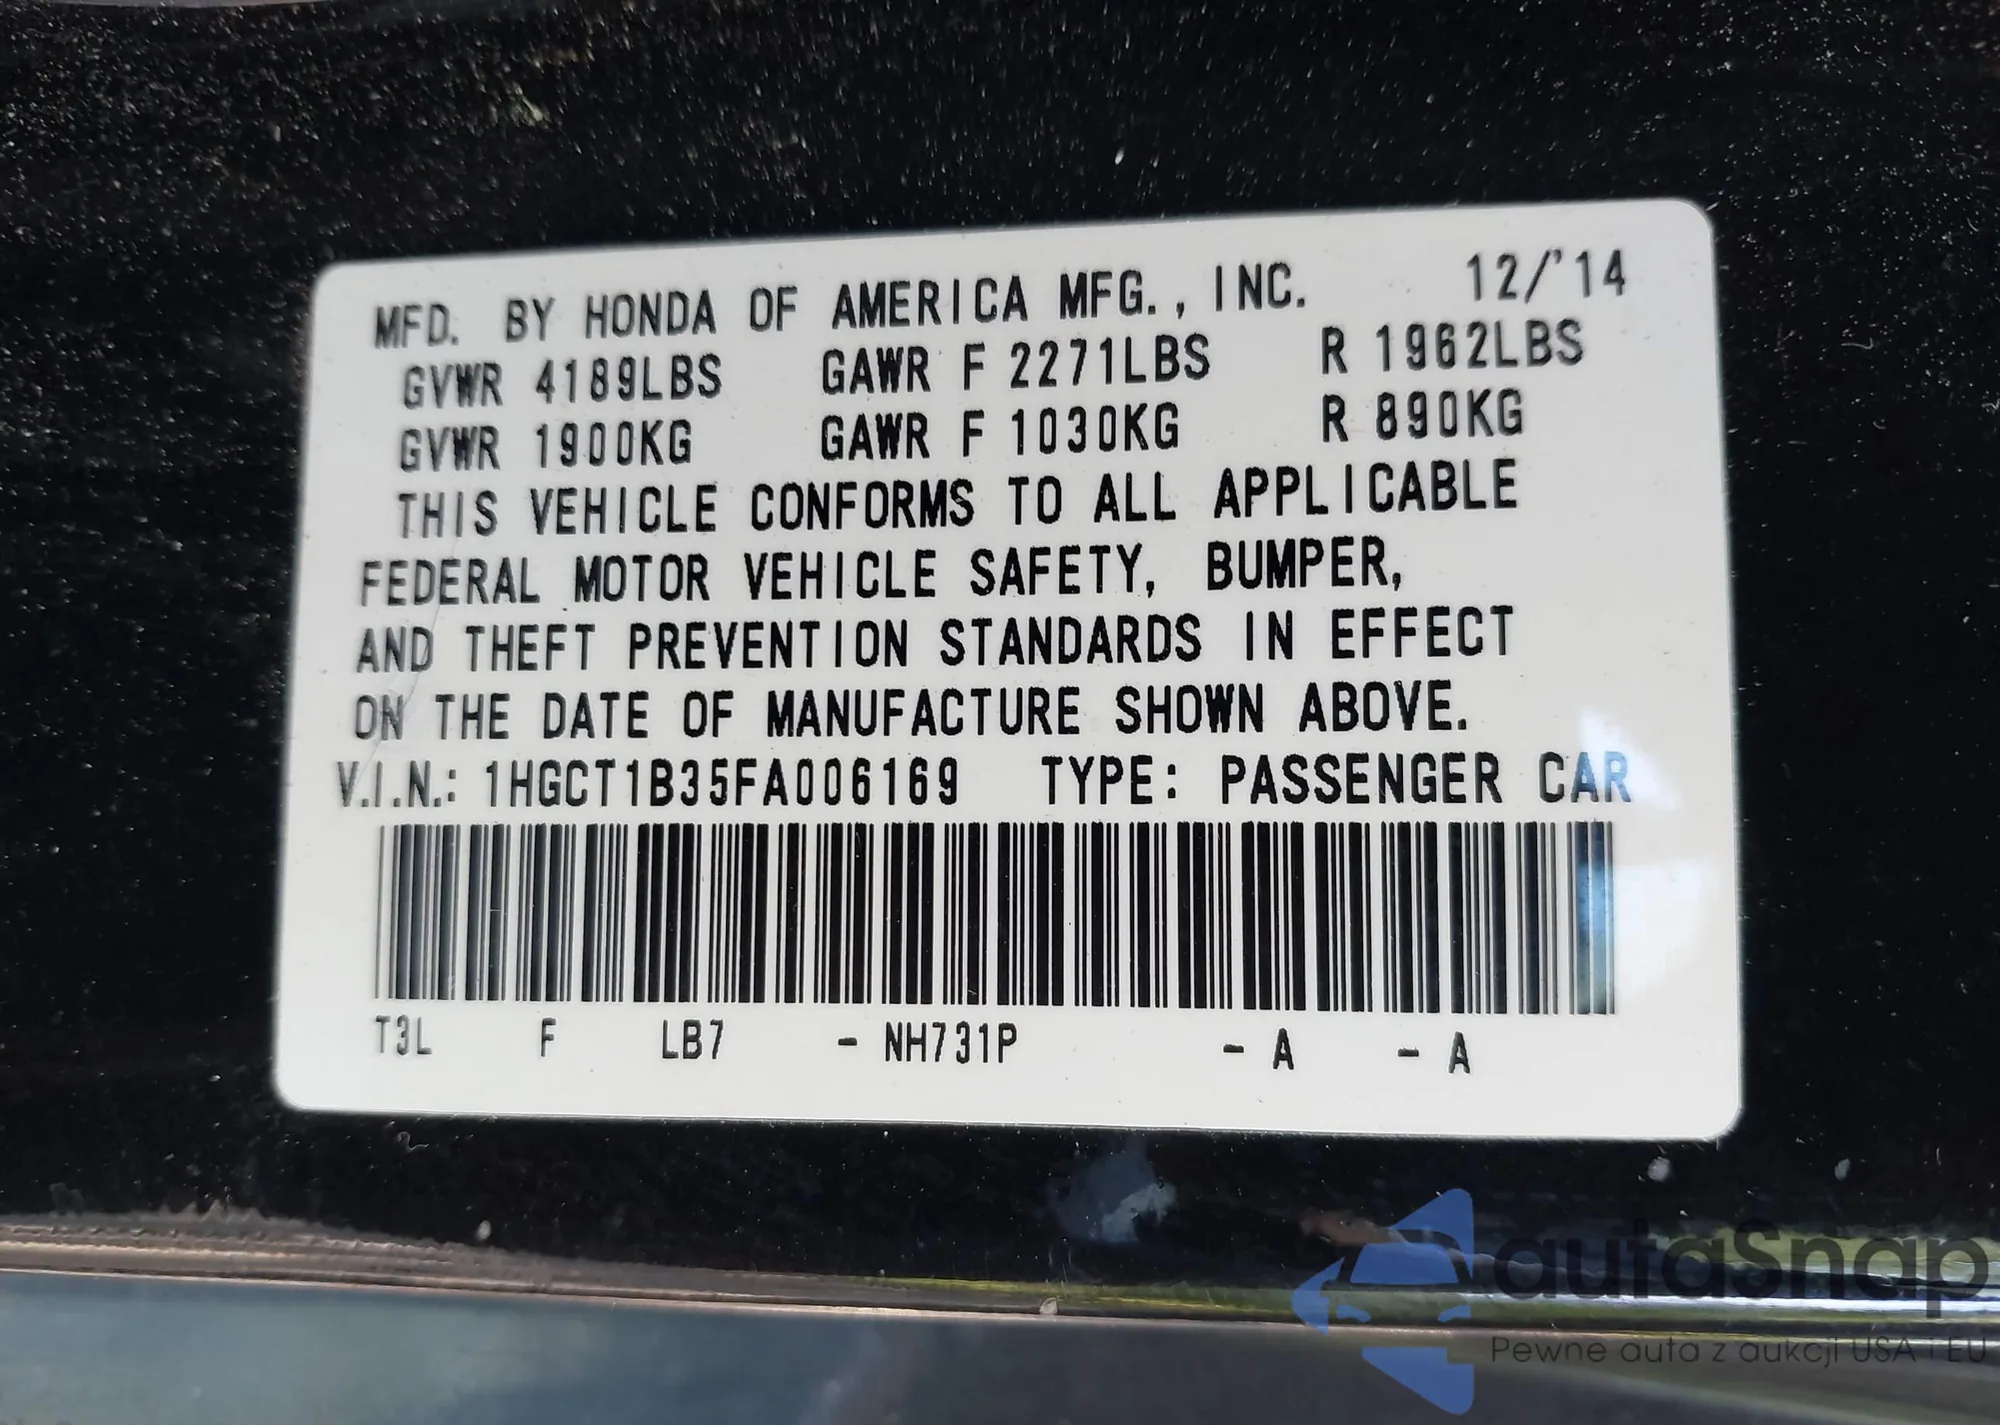 MFD. BY HONDA OF AMERICA MFG., INC. 12/'14
GVWR 4189LBS GAWR F 2271LBS R 1962LBS
GVWR 1900KG GAWR F 1030KG R 890KG
THIS VEHICLE CONFORMS TO ALL APPLICABLE
FEDERAL MOTOR VEHICLE SAFETY, BUMPER,
AND THEFT PREVENTION STANDARDS IN EFFECT
ON THE DATE OF MANUFACTURE SHOWN ABOVE.
V.I.N.: 1HGCT1B35FA006169 TYPE: PASSENGER CAR
T3L F LB7 - NH731P - A - A
autaSnap
Pewne auta z aukcji USA i EU